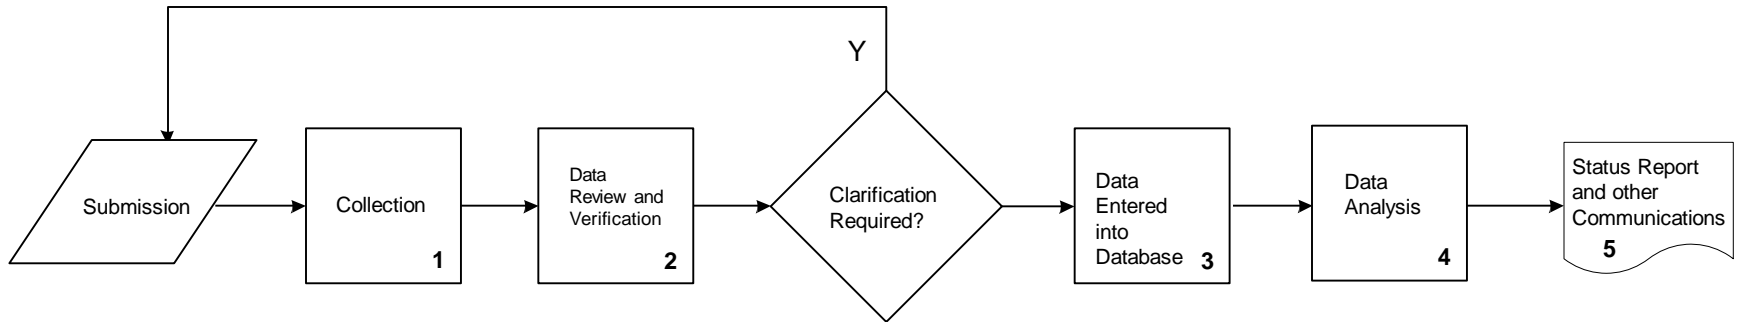 Y
Submission
Collection
1
Data
Review and
Verification
2
Clarification
Required?
Data
Entered
into
Database
3
Data
Analysis
4
Status Report
and other
Communications
5